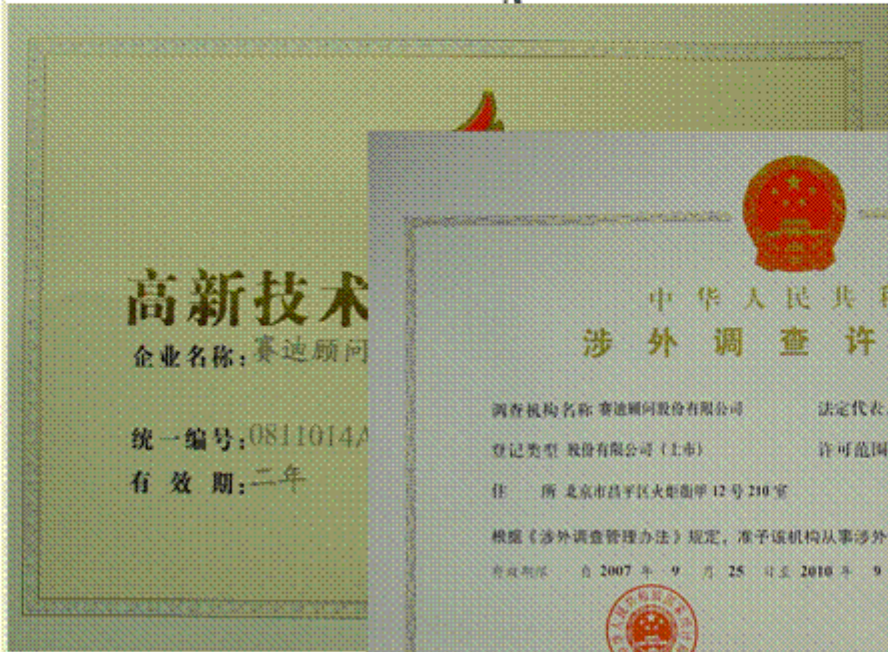 高新技术
企业名称:赛迪顾问
统一编号:0811014A
有 效 期:二年
中华人民共和
涉外调查许
调查机构名称 赛迪顾问股份有限公司 法定代表
登记类型 股份有限公司(上市) 许可范围
住 所 北京市昌平区火炬街甲12号210室
根据《涉外调查管理办法》规定,准予该机构从事涉外
有效期限 自 2007 年 9 月 25 日至 2010 年 9